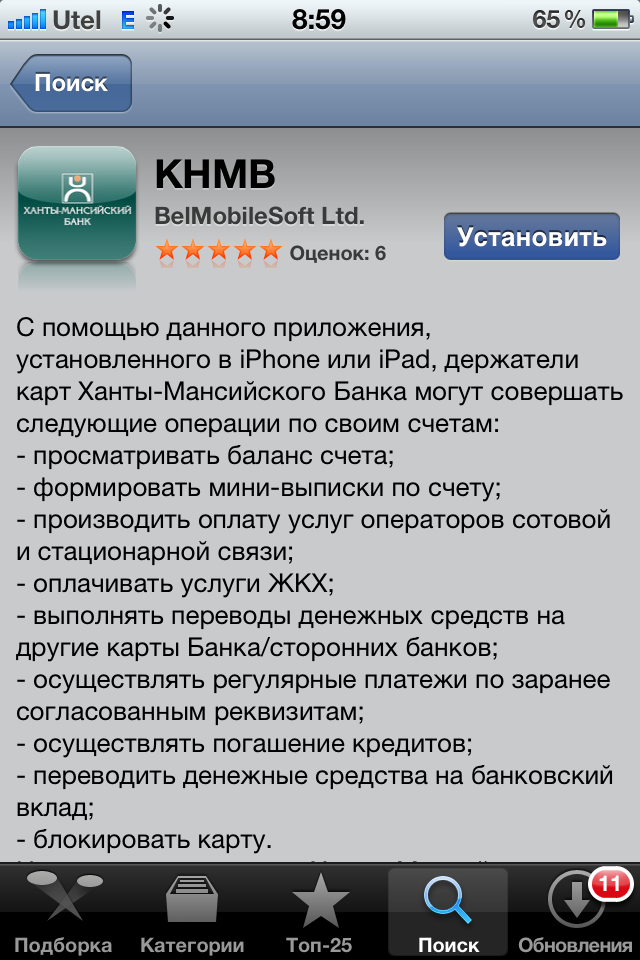 Utel E 8:59 65 %
Поиск
ХАНТЫ-МАНСИЙСКИЙ
БАНК
KHMB
BelMobileSoft Ltd.
Оценок: 6
Установить
С помощью данного приложения,
установленного в iPhone или iPad, держатели
карт Ханты-Мансийского Банка могут совершать
следующие операции по своим счетам:
- просматривать баланс счета;
- формировать мини-выписки по счету;
- производить оплату услуг операторов сотовой
и стационарной связи;
- оплачивать услуги ЖКХ;
- выполнять переводы денежных средств на
другие карты Банка/сторонних банков;
- осуществлять регулярные платежи по заранее
согласованным реквизитам;
- осуществлять погашение кредитов;
- переводить денежные средства на банковский
вклад;
- блокировать карту.
11
Подборка Категории Топ-25 Поиск Обновления